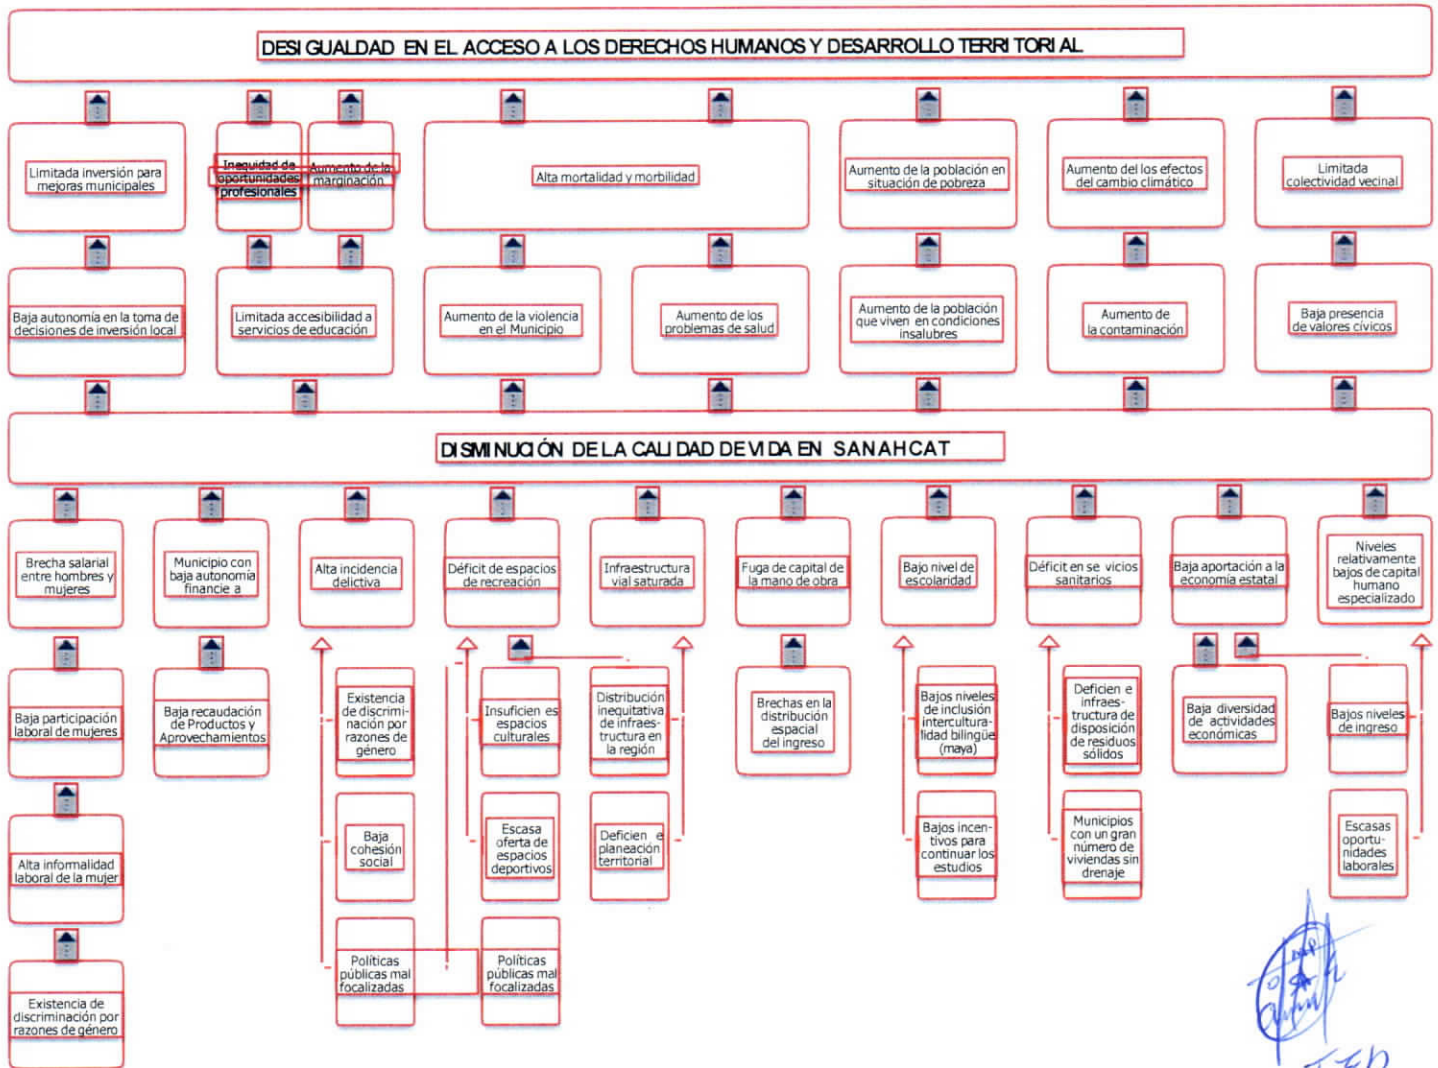 DESIGUALDAD EN EL ACCESO A LOS DERECHOS HUMANOS Y DESARROLLO TERRITORIAL
Limitada inversión para
mejoras municipales
Inequidad de
oportunidades
profesionales
Aumento de la
marginación
Alta mortalidad y morbilidad
Aumento de la población en
situación de pobreza
Aumento del los efectos
del cambio climático
Limitada
colectividad vecinal
Baja autonomía en la toma de
decisiones de inversión local
Limitada accesibilidad a
servicios de educación
Aumento de la violencia
en el Municipio
Aumento de los
problemas de salud
Aumento de la población
que viven en condiciones
insalubres
Aumento de
la contaminación
Baja presencia
de valores cívicos
DISMINUCIÓN DE LA CALIDAD DE VIDA EN SANAHCAT
Brecha salarial
entre hombres y
mujeres
Municipio con
baja autonomía
financie a
Alta incidencia
delictiva
Déficit de espacios
de recreación
Infraestructura
vial saturada
Fuga de capital de
la mano de obra
Bajo nivel de
escolaridad
Déficit en se vicios
sanitarios
Baja aportación a la
economía estatal
Niveles
relativamente
bajos de capital
humano
especializado
Baja participación
laboral de mujeres
Baja recaudación
de Productos y
Aprovechamientos
Existencia
de discrimi-
nación por
razones de
género
Insuficien es
espacios
culturales
Distribución
inequitativa
de infraes-
tructura en
la región
Brechas en la
distribución
espacial
del ingreso
Bajos niveles
de inclusión
intercultura-
lidad bilingüe
(maya)
Deficien e
infraes-
tructura de
disposición
de residuos
sólidos
Baja diversidad
de actividades
económicas
Bajos niveles
de ingreso
Alta informalidad
laboral de la mujer
Baja
cohesión
social
Escasa
oferta de
espacios
deportivos
Deficien e
planeación
territorial
Bajos incen-
tivos para
continuar los
estudios
Municipios
con un gran
número de
viviendas sin
drenaje
Escasas
oportu-
nidades
laborales
Existencia de
discriminación por
razones de género
Políticas
públicas mal
focalizadas
Políticas
públicas mal
focalizadas